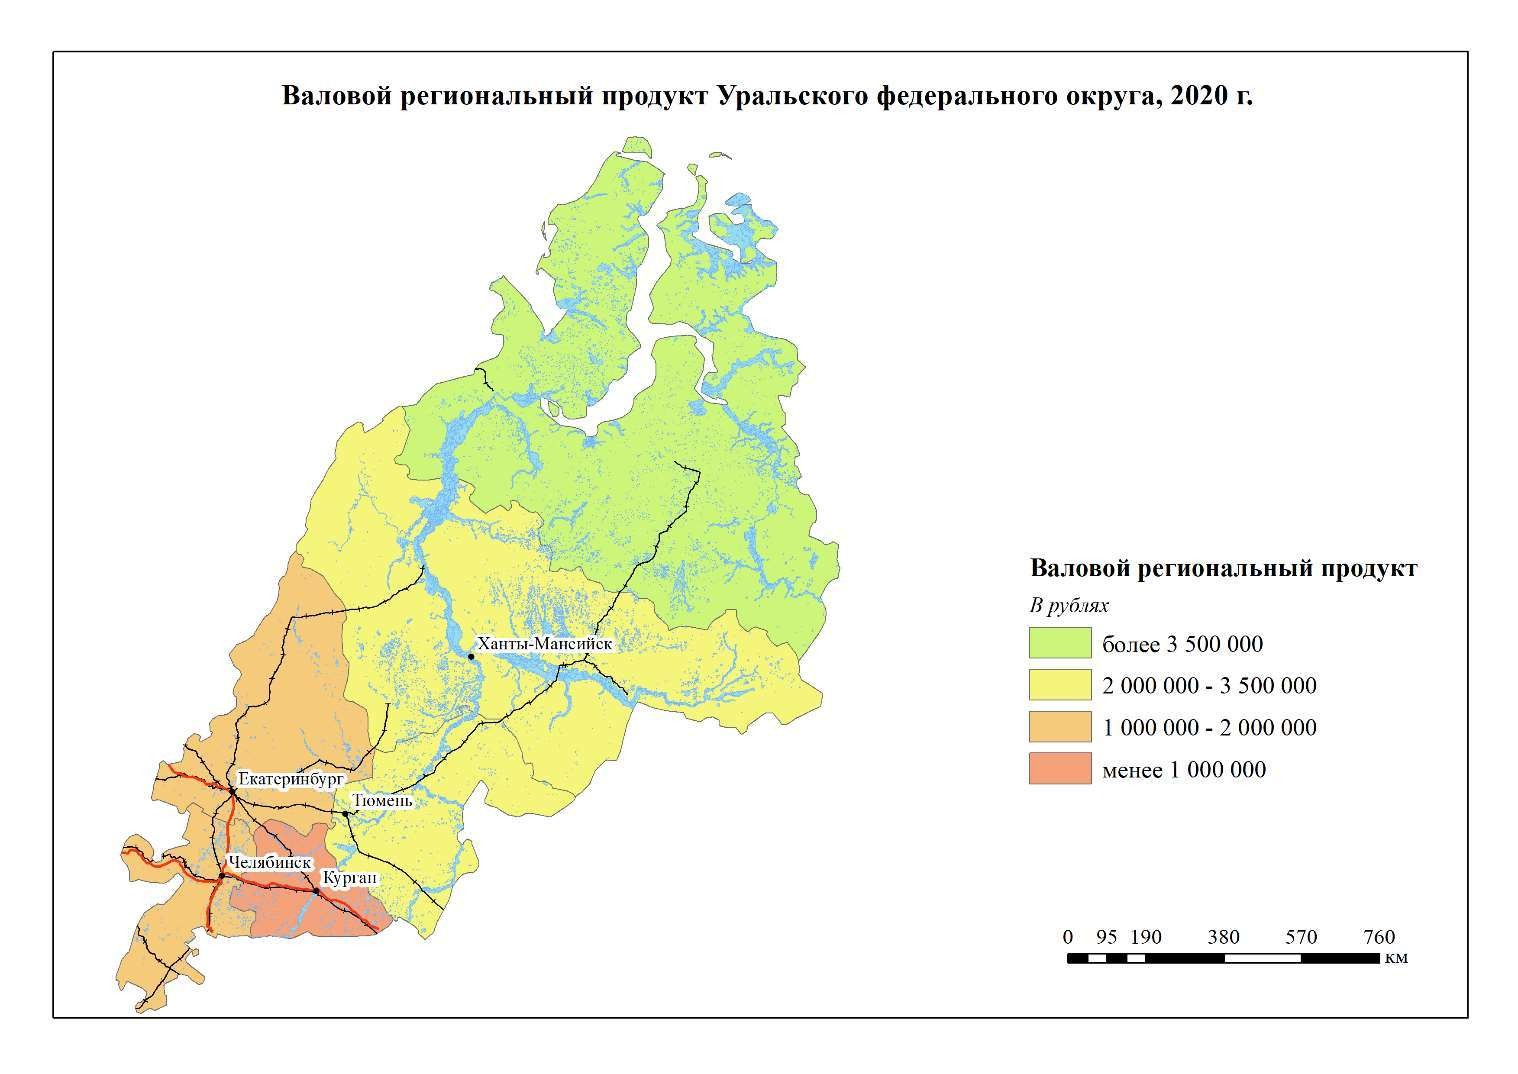 Валовой региональный продукт Уральского федерального округа, 2020 г.
Ханты-Мансийск
Екатеринбург
Тюмень
Челябинск
Курган
Валовой региональный продукт
В рублях
более 3 500 000
2 000 000 - 3 500 000
1 000 000 - 2 000 000
менее 1 000 000
0 95 190 380 570 760
км